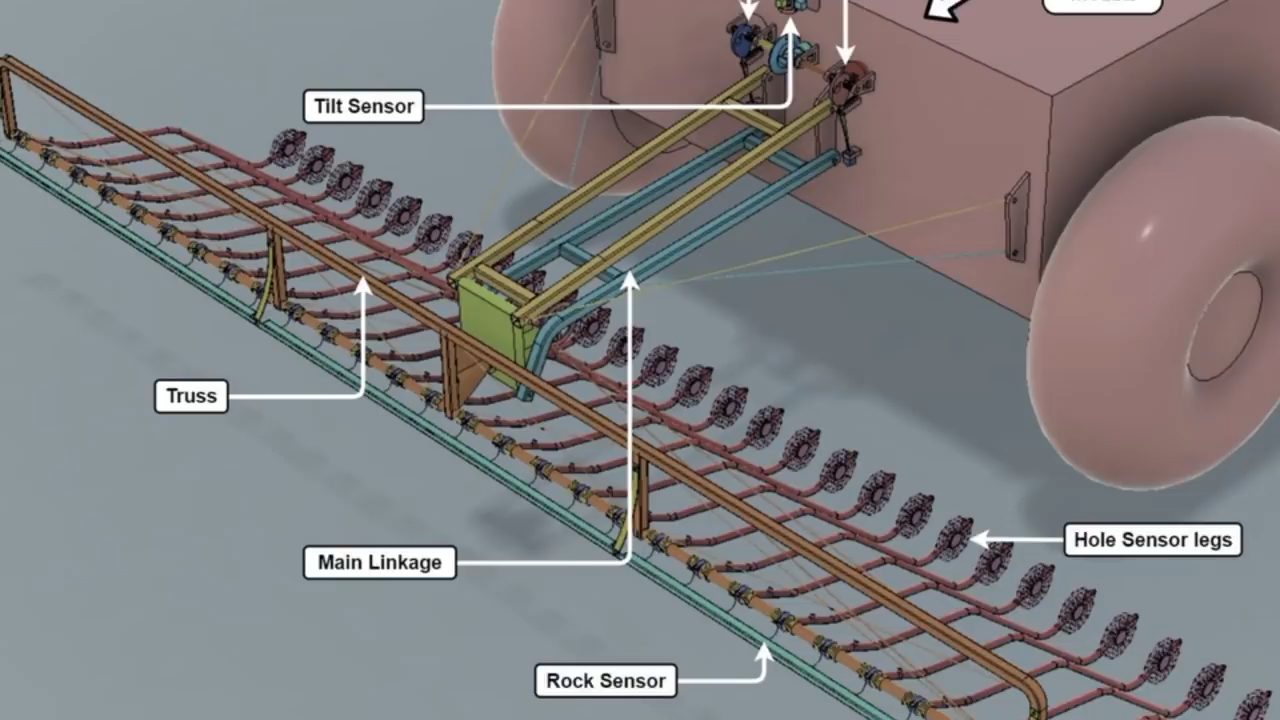 Tilt Sensor
Truss
Hole Sensor legs
Main Linkage
Rock Sensor